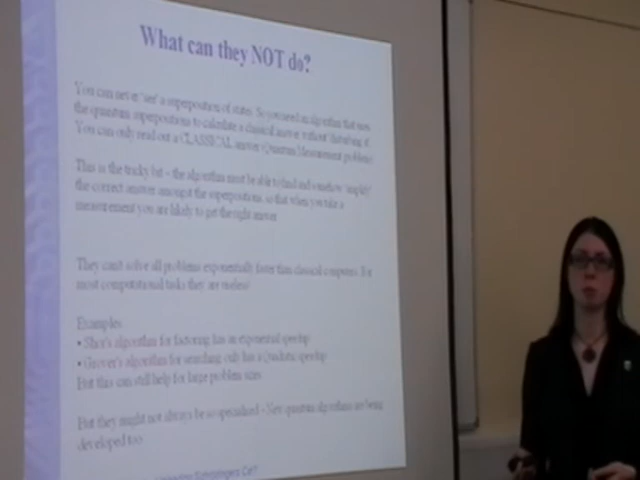 What can they NOT do?
You can never 'see' a superposition of states. So you need an algorithm that uses
the quantum superpositions to calculate a classical answer 'without' disturbing it.
You can only read out a CLASSICAL answer (Quantum Measurement problem)
This is the tricky bit - the algorithm must be able to find and somehow 'amplify'
the correct answer amongst the superpositions, so that when you take a
measurement you are likely to get the right answer
They can't solve all problems exponentially faster than classical computers. For
most computational tasks they are useless!
Examples
• Shor's algorithm for factoring has an exponential speedup
• Grover's algorithm for searching only has a Quadratic speedup
But this can still help for large problem sizes
But they might not always be so specialised - New quantum algorithms are being
developed too